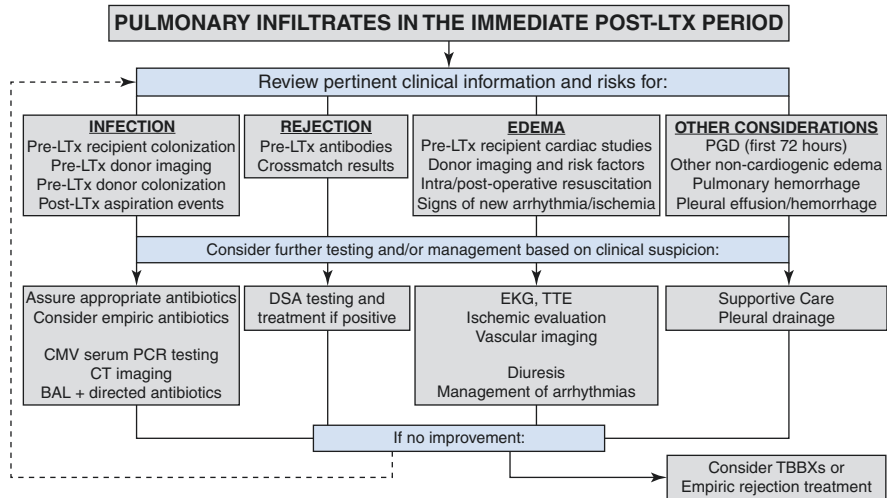 PULMONARY INFILTRATES IN THE IMMEDIATE POST-LTX PERIOD
Review pertinent clinical information and risks for:
INFECTION
Pre-LTx recipient colonization
Pre-LTx donor imaging
Pre-LTx donor colonization
Post-LTx aspiration events
REJECTION
Pre-LTx antibodies
Crossmatch results
EDEMA
Pre-LTx recipient cardiac studies
Donor imaging and risk factors
Intra/post-operative resuscitation
Signs of new arrhythmia/ischemia
OTHER CONSIDERATIONS
PGD (first 72 hours)
Other non-cardiogenic edema
Pulmonary hemorrhage
Pleural effusion/hemorrhage
Consider further testing and/or management based on clinical suspicion:
Assure appropriate antibiotics
Consider empiric antibiotics
CMV serum PCR testing
CT imaging
BAL + directed antibiotics
DSA testing and
treatment if positive
EKG, TTE
Ischemic evaluation
Vascular imaging
Diuresis
Management of arrhythmias
Supportive Care
Pleural drainage
If no improvement:
Consider TBBXs or
Empiric rejection treatment